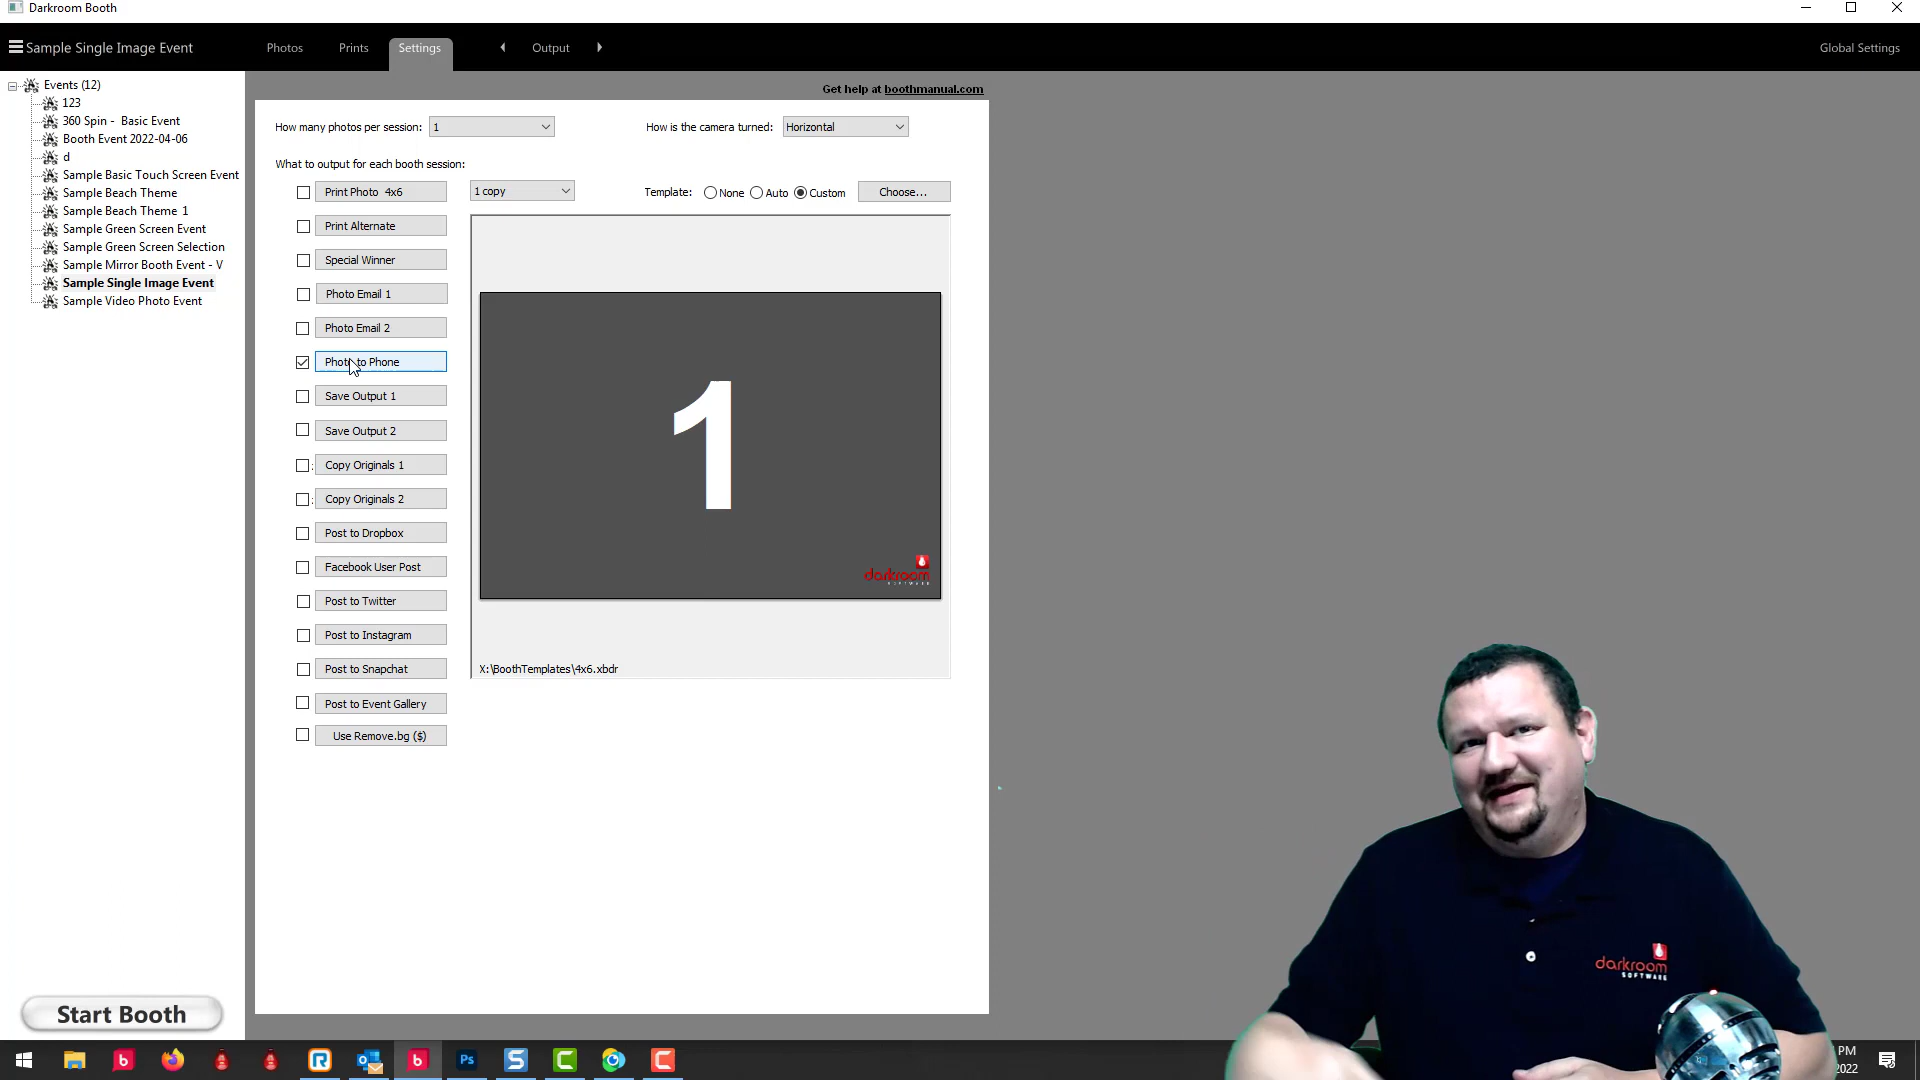 Darkroom Booth
Sample Single Image Event
Photos
Prints
Settings
Output
Global Settings
Events (12)
123
360 Spin - Basic Event
Booth Event 2022-04-06
d
Sample Basic Touch Screen Event
Sample Beach Theme
Sample Beach Theme 1
Sample Green Screen Event
Sample Green Screen Selection
Sample Mirror Booth Event - V
Sample Single Image Event
Sample Video Photo Event
Start Booth
Get help at boothmanual.com
How many photos per session: 1
How is the camera turned: Horizontal
What to output for each booth session:
Print Photo 4x6
1 copy
Template: None Auto Custom Choose...
Print Alternate
Special Winner
Photo Email 1
Photo Email 2
Photo to Phone
Save Output 1
Save Output 2
Copy Originals 1
Copy Originals 2
Post to Dropbox
Facebook User Post
Post to Twitter
Post to Instagram
Post to Snapchat
Post to Event Gallery
Use Remove.bg ($)
1
darkroom
SOFTWARE
X:\BoothTemplates\4x6.xbdr
darkroom
SOFTWARE
b
R
b
Ps
S
C
C
PM
2022